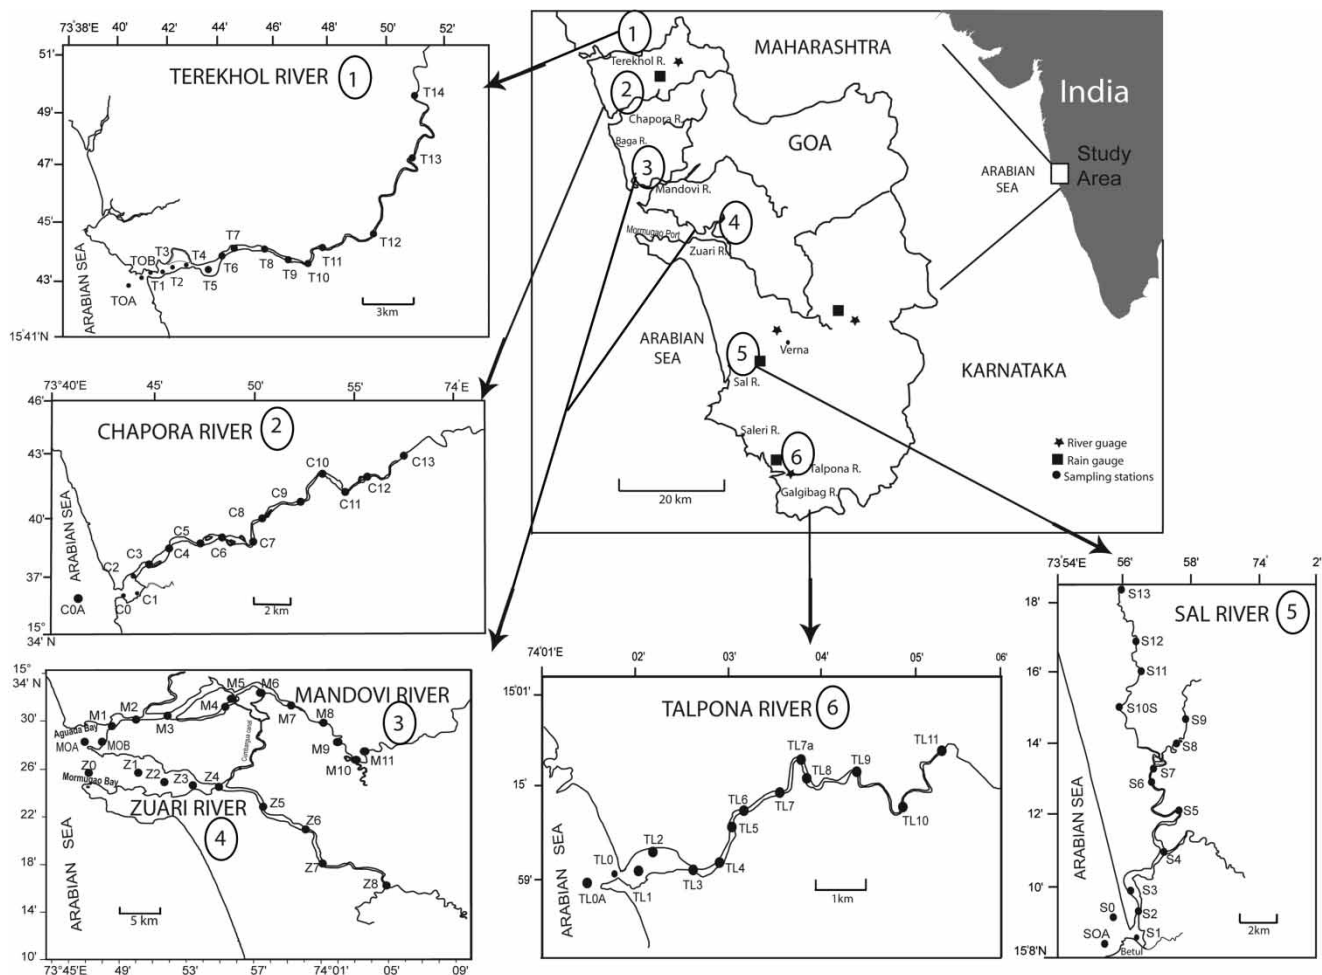 73°38'E 40' 42' 44' 46' 48' 50' 52'
51'
49'
47'
45'
43'
15°41'N
TEREKHOL RIVER 1
T14
T13
T12
T11
T10
T9
T8
T7
T6
T5
T4
T3
T2
T1
TOB
TOA
ARABIAN SEA
3km
1
Terekhol R.
2
Chapora R.
Baga R.
3
Mandovi R.
4
Mormugao Port
Zuari R.
MAHARASHTRA
GOA
India
ARABIAN
SEA
Study
Area
ARABIAN
SEA
Verna
5
Sal R.
KARNATAKA
Saleri R.
6
Talpona R.
Galgibag R.
20 km
River guage
Rain gauge
Sampling stations
73°40'E 45' 50' 55' 74°E
46'
43'
40'
37'
15°
34'N
CHAPORA RIVER 2
C13
C12
C11
C10
C9
C8
C7
C6
C5
C4
C3
C2
C1
C0
C0A
ARABIAN SEA
2 km
15°
34'N
30'
26'
22'
18'
14'
10'
73°45'E 49' 53' 57' 74°01' 05' 09'
MANDOVI RIVER
3
M1
M2
M3
M4
M5
M6
M7
M8
M9
M10
M11
Aguada Bay
MOA
MOB
Cumbarjua canal
Mormugao Bay
Z0
Z1
Z2
Z3
Z4
Z5
Z6
Z7
Z8
ZUARI RIVER
4
ARABIAN SEA
5 km
74°01'E 02' 03' 04' 05' 06'
15°01'
15'
59'
TALPONA RIVER 6
TL11
TL10
TL9
TL8
TL7a
TL7
TL6
TL5
TL4
TL3
TL2
TL1
TL0
TL0A
ARABIAN SEA
1km
73°54'E 56' 58' 74° 2'
18'
16'
14'
12'
10'
15°8'N
SAL RIVER 5
S13
S12
S11
S10S
S9
S8
S7
S6
S5
S4
S3
S2
S1
S0
SOA
Betul
ARABIAN SEA
2km